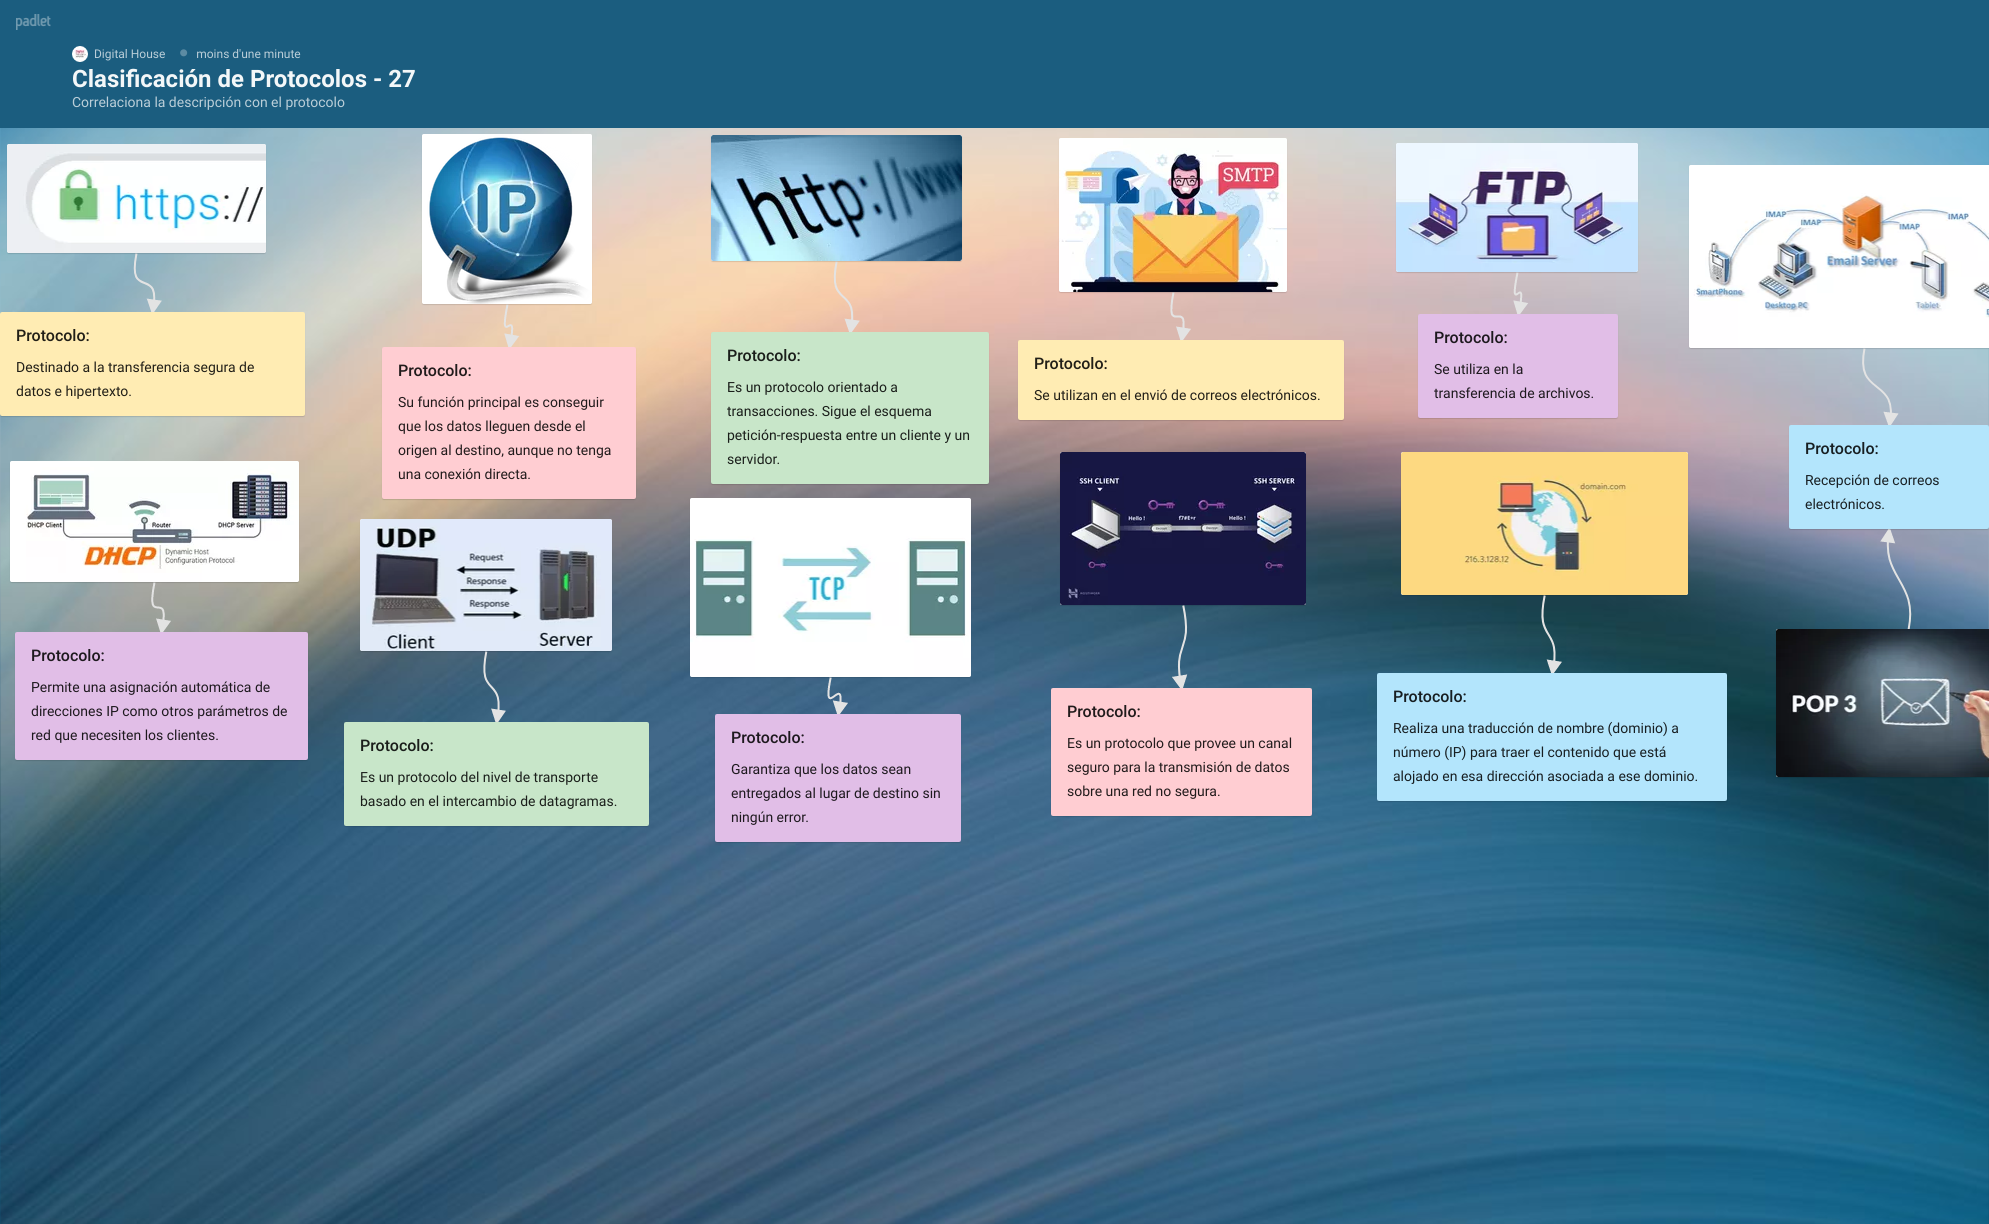 padlet
Digital House
moins d'une minute
Clasificación de Protocolos - 27
Correlaciona la descripción con el protocolo
https://
Protocolo:
Destinado a la transferencia segura de
datos e hipertexto.
IP
Protocolo:
Su función principal es conseguir
que los datos lleguen desde el
origen al destino, aunque no tenga
una conexión directa.
http://www
Protocolo:
Es un protocolo orientado a
transacciones. Sigue el esquema
petición-respuesta entre un cliente y un
servidor.
SMTP
Protocolo:
Se utilizan en el envió de correos electrónicos.
FTP
Protocolo:
Se utiliza en la
transferencia de archivos.
IMAP
IMAP
IMAP
IMAP
Email Server
SmartPhone
Desktop PC
Tablet
Protocolo:
Recepción de correos
electrónicos.
POP 3
DHCP Client
Router
DHCP Server
DHCP
Dynamic Host
Configuration Protocol
Protocolo:
Permite una asignación automática de
direcciones IP como otros parámetros de
red que necesiten los clientes.
UDP
Request
Response
Response
Client
Server
Protocolo:
Es un protocolo del nivel de transporte
basado en el intercambio de datagramas.
TCP
Protocolo:
Garantiza que los datos sean
entregados al lugar de destino sin
ningún error.
SSH CLIENT
SSH SERVER
Hello !
Hello !
Protocolo:
Es un protocolo que provee un canal
seguro para la transmisión de datos
sobre una red no segura.
domain.com
216.3.128.12
Protocolo:
Realiza una traducción de nombre (dominio) a
número (IP) para traer el contenido que está
alojado en esa dirección asociada a ese dominio.